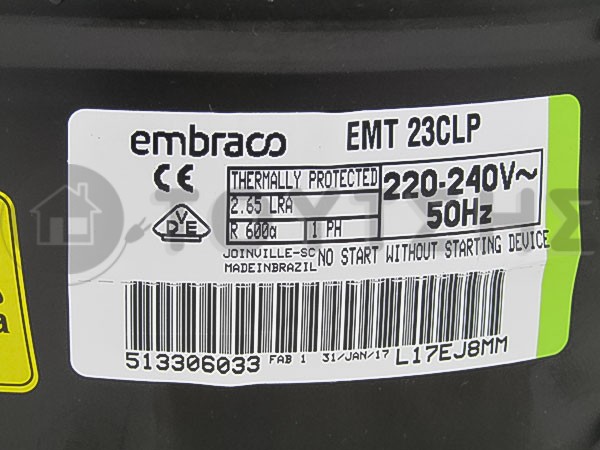 embraco EMT 23CLP
CE
THERMALLY PROTECTED
2.65 LRA
R 600a 1 PH
220-240V~
50Hz
VDE
JOINVILLE-SC
MADEINBRAZIL
NO START WITHOUT STARTING DEVICE
513306033 FAB 1 31/JAN/17 L17EJ8MM
ΤΟΥΤΖΗΣ
a